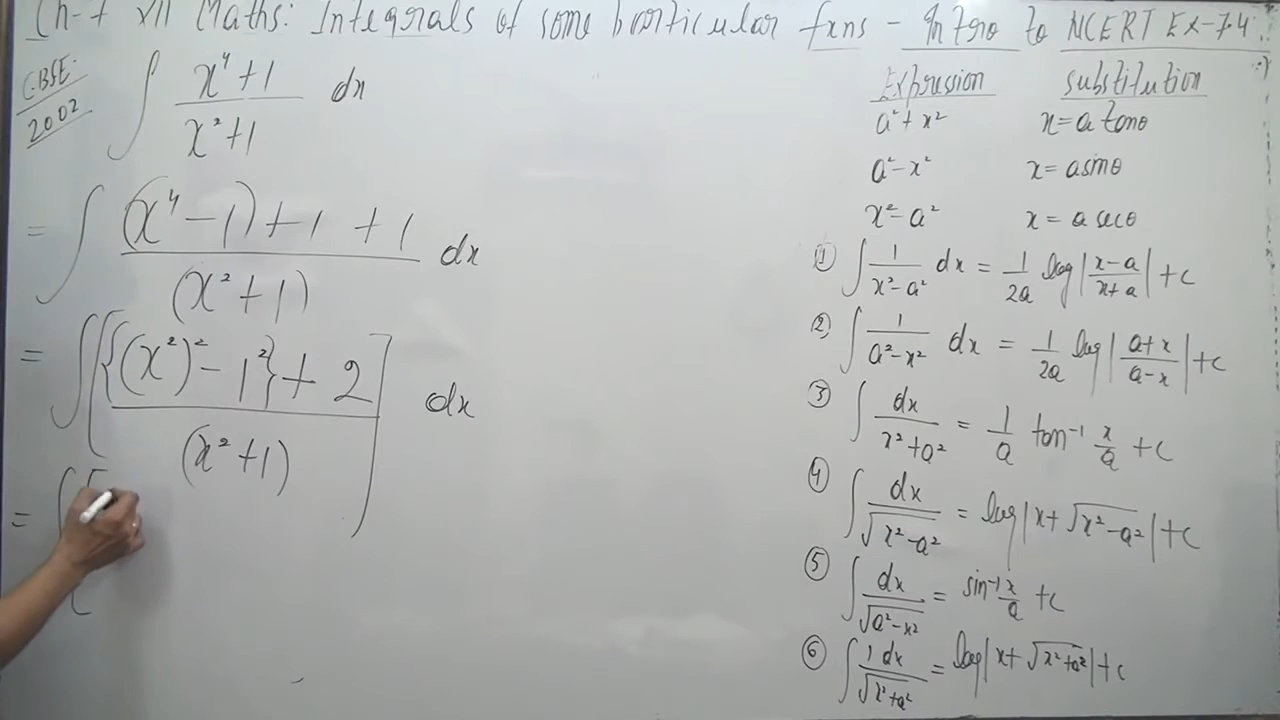 Ch-7 XII Maths: Integrals of some particular fxns - Intro to NCERT EX-7.4:
CBSE-
2002
∫ x⁴+1 / x²+1 dx
= ∫ (x⁴ - 1) + 1 + 1 / (x² + 1) dx
= ∫ [{(x²)² - 1²} + 2 / (x² + 1)] dx
= ∫ [
Expression substitution
a² + x² x = a tanθ
a² - x² x = a sinθ
x² - a² x = a secθ
① ∫ 1 / x² - a² dx = 1/2a log |x - a / x + a| + c
② ∫ 1 / a² - x² dx = 1/2a log |a + x / a - x| + c
③ ∫ dx / x² + a² = 1/a tan⁻¹ x/a + c
④ ∫ dx / √x² - a² = log |x + √x² - a²| + c
⑤ ∫ dx / √a² - x² = sin⁻¹ x/a + c
⑥ ∫ 1 dx / √x² + a² = log |x + √x² + a²| + c